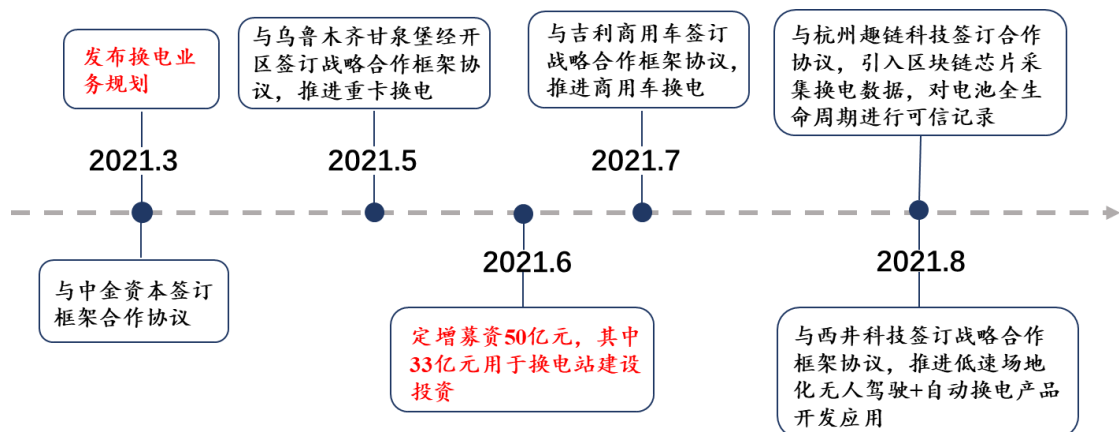 发布换电业
务规划
2021.3
与中金资本签订
框架合作协议
与乌鲁木齐甘泉堡经开
区签订战略合作框架协
议，推进重卡换电
2021.5
2021.6
定增募资50亿元，其中
33亿元用于换电站建设
投资
与吉利商用车签订
战略合作框架协议，
推进商用车换电
2021.7
与杭州趣链科技签订合作
协议，引入区块链芯片采
集换电数据，对电池全生
命周期进行可信记录
2021.8
与西井科技签订战略合作
框架协议，推进低速场地
化无人驾驶+自动换电产品
开发应用